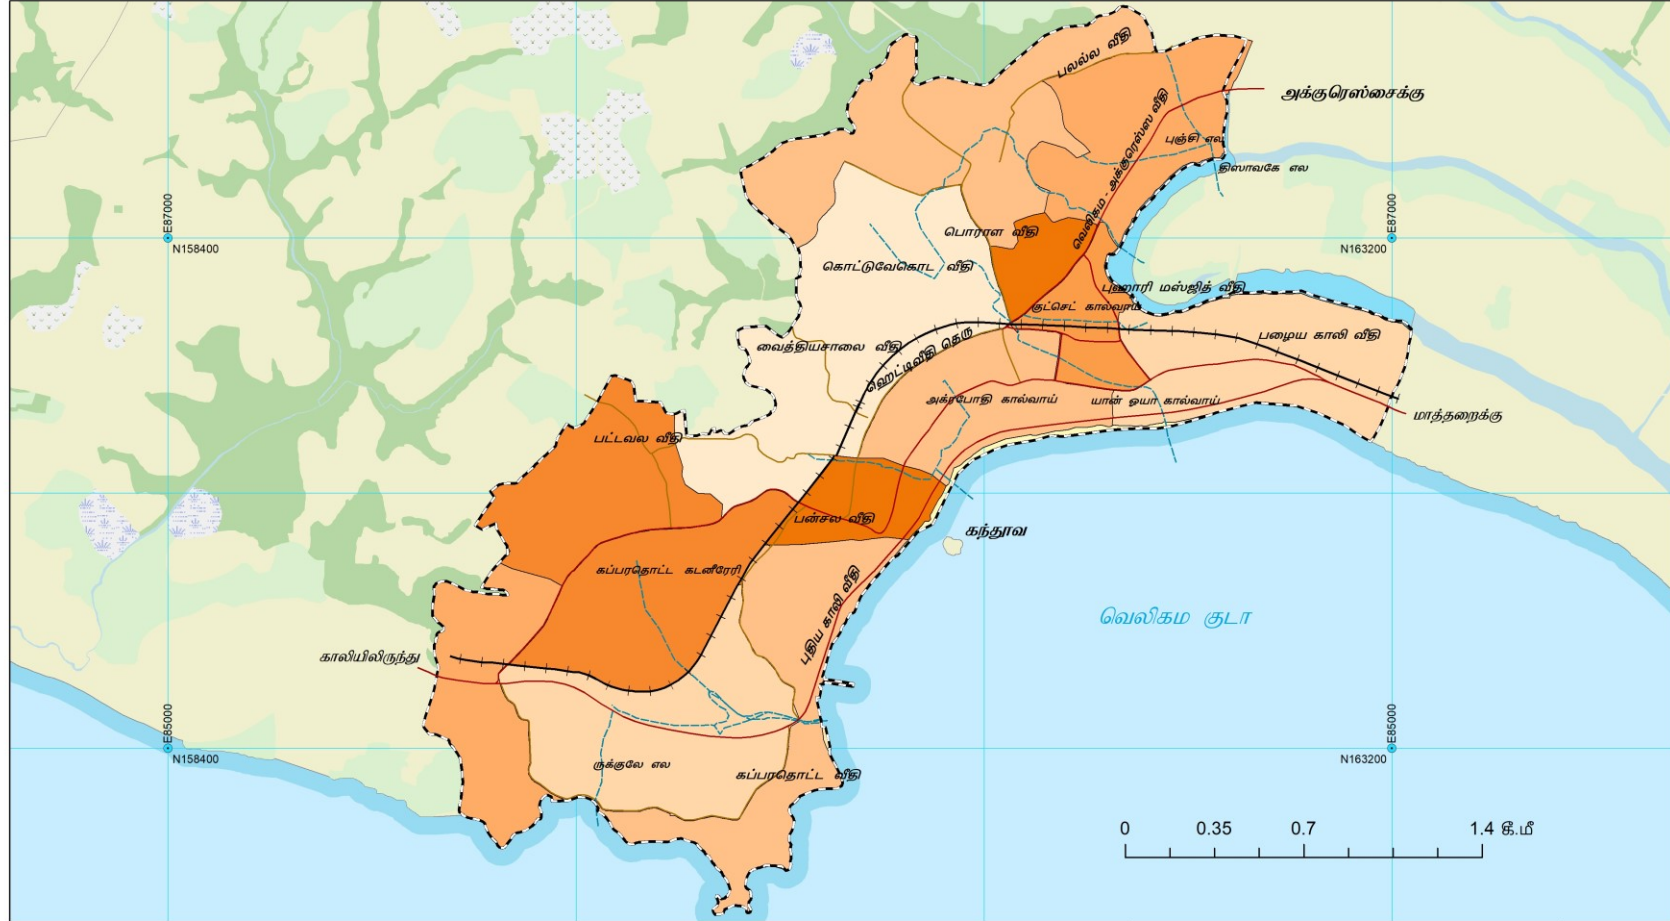 பலல்ல வீதி
அக்குரெஸ்சைக்கு
வெலிகம - அக்குரெஸ்ஸ வீதி
புஞ்சி எல
திஸாவகே எல
E87000
N158400
E87000
N163200
பொரால வீதி
கொட்டுவேகொட வீதி
புஹாரி மஸ்ஜித் வீதி
குட்செட் கால்வாய்
பழைய காலி வீதி
வைத்தியசாலை வீதி
ஹெட்டிவீதி தெரு
அக்ரபோதி கால்வாய்
யான் ஓயா கால்வாய்
மாத்தறைக்கு
பட்டவல வீதி
பன்சல வீதி
கந்தூவ
கப்பரதொட்ட கடனீரேரி
வெலிகம குடா
புதிய காலி வீதி
காலியிலிருந்து
E85000
N158400
E85000
N163200
ருக்குலே எல
கப்பரதொட்ட வீதி
0 0.35 0.7 1.4 கி.மீ